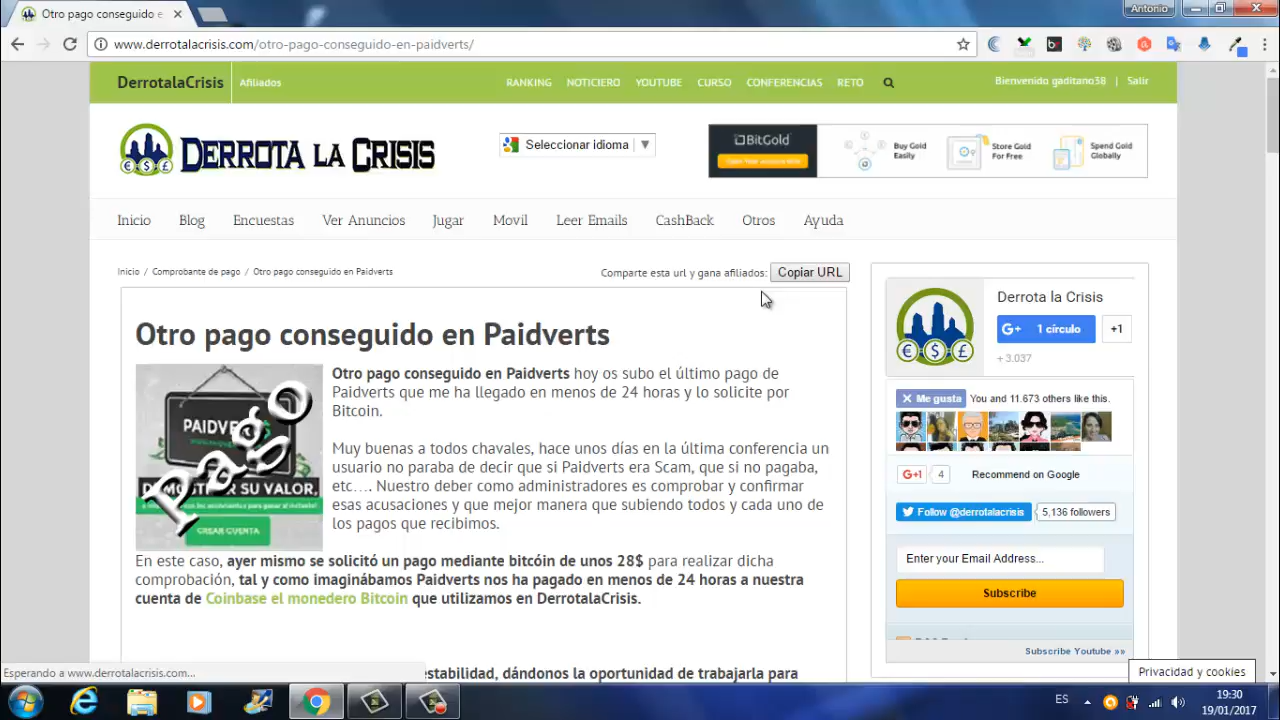 Otro pago conseguido e
Antonio
www.derrotalacrisis.com/otro-pago-conseguido-en-paidverts/
DerrotalaCrisis
Afiliados
RANKING NOTICIERO YOUTUBE CURSO CONFERENCIAS RETO
Bienvenido gaditano38 | Salir
DERROTA LA CRISIS
Seleccionar idioma
BitGold
Buy Gold
Easily
Store Gold
For Free
Spend Gold
Globally
Inicio Blog Encuestas Ver Anuncios Jugar Movil Leer Emails CashBack Otros Ayuda
Inicio / Comprobante de pago / Otro pago conseguido en Paidverts
Comparte esta url y gana afiliados: Copiar URL
Otro pago conseguido en Paidverts
PAIDVERTS
Pago
SU VALOR,
CREAR CUENTA
Otro pago conseguido en Paidverts hoy os subo el último pago de
Paidverts que me ha llegado en menos de 24 horas y lo solicite por
Bitcoin.
Muy buenas a todos chavales, hace unos días en la última conferencia un
usuario no paraba de decir que si Paidverts era Scam, que si no pagaba,
etc…. Nuestro deber como administradores es comprobar y confirmar
esas acusaciones y que mejor manera que subiendo todos y cada uno de
los pagos que recibimos.
En este caso, ayer mismo se solicitó un pago mediante bitcóin de unos 28$ para realizar dicha
comprobación, tal y como imaginábamos Paidverts nos ha pagado en menos de 24 horas a nuestra
cuenta de Coinbase el monedero Bitcoin que utilizamos en DerrotalaCrisis.
estabilidad, dándonos la oportunidad de trabajarla para
Derrota la Crisis
G+ 1 círculo
+1
+ 3.037
Me gusta
You and 11.673 others like this.
G+1 4 Recommend on Google
Follow @derrotalacrisis
5,136 followers
Enter your Email Address...
Subscribe
Subscribe Youtube »»
Privacidad y cookies
Esperando a www.derrotalacrisis.com...
ES
19:30
19/01/2017